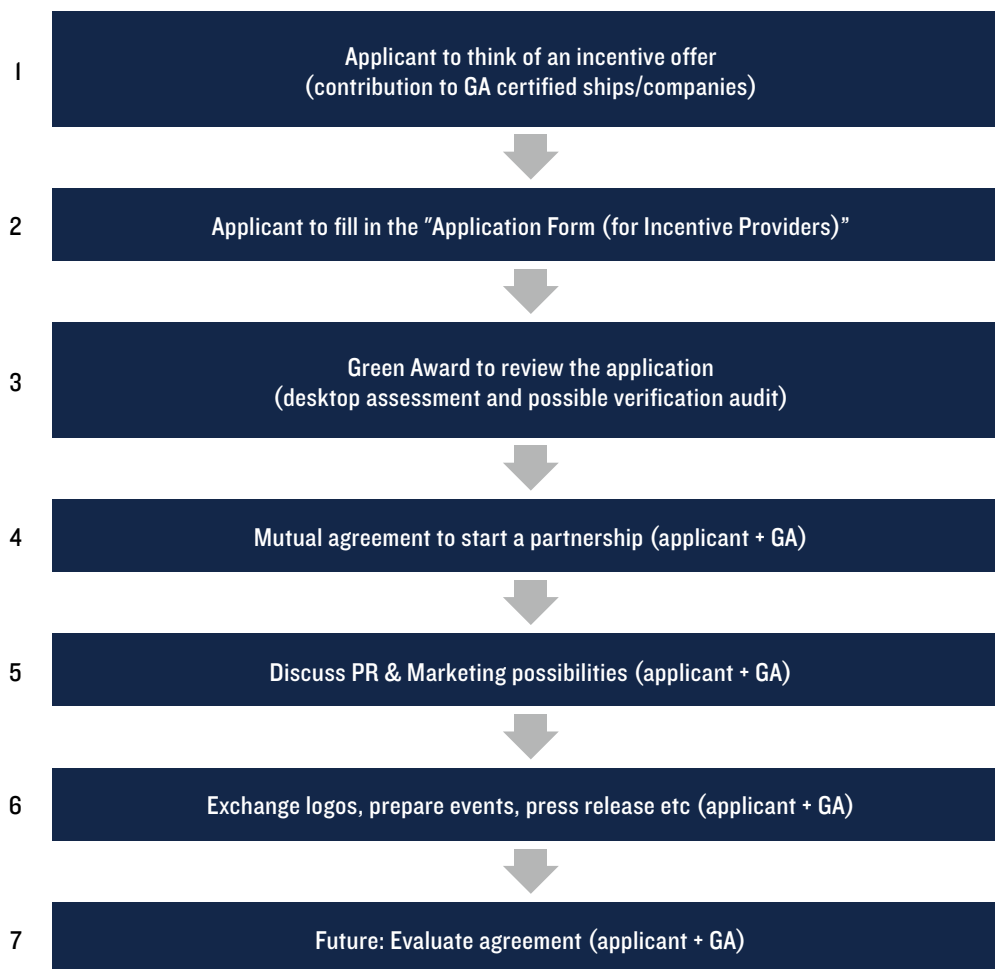 1
Applicant to think of an incentive offer
(contribution to GA certified ships/companies)
2
Applicant to fill in the "Application Form (for Incentive Providers)”
3
Green Award to review the application
(desktop assessment and possible verification audit)
4
Mutual agreement to start a partnership (applicant + GA)
5
Discuss PR & Marketing possibilities (applicant + GA)
6
Exchange logos, prepare events, press release etc (applicant + GA)
7
Future: Evaluate agreement (applicant + GA)